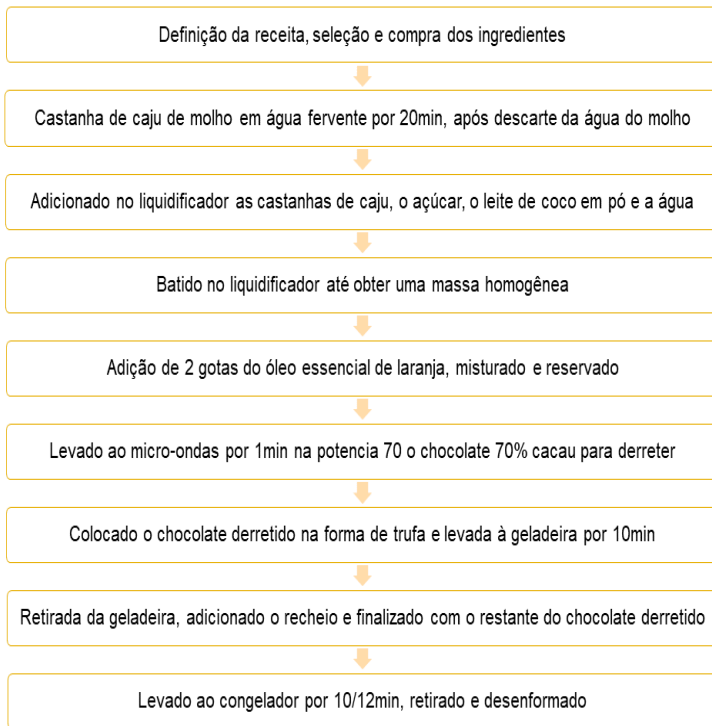 Definição da receita, seleção e compra dos ingredientes
Castanha de caju de molho em água fervente por 20min, após descarte da água do molho
Adicionado no liquidificador as castanhas de caju, o açúcar, o leite de coco em pó e a água
Batido no liquidificador até obter uma massa homogênea
Adição de 2 gotas do óleo essencial de laranja, misturado e reservado
Levado ao micro-ondas por 1min na potencia 70 o chocolate 70% cacau para derreter
Colocado o chocolate derretido na forma de trufa e levada à geladeira por 10min
Retirada da geladeira, adicionado o recheio e finalizado com o restante do chocolate derretido
Levado ao congelador por 10/12min, retirado e desenformado